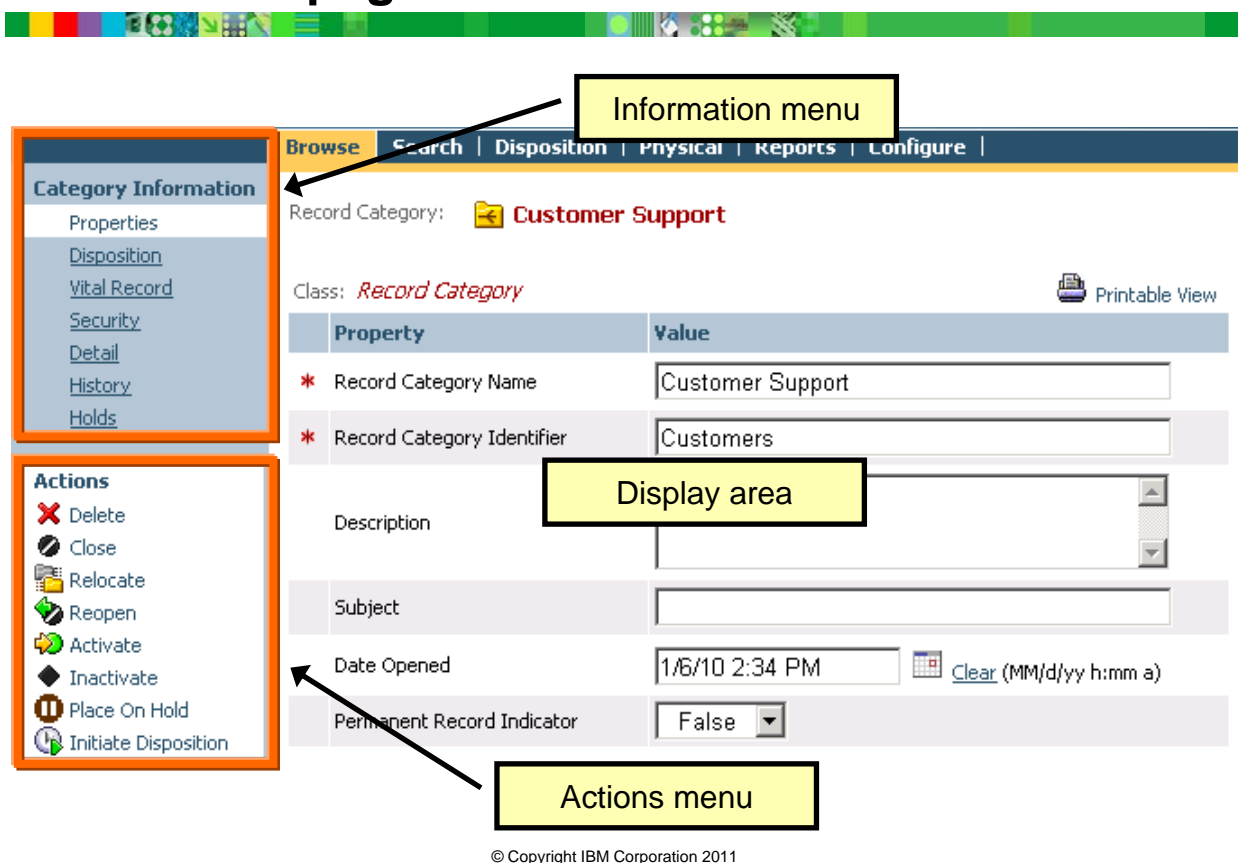 Information menu
Browse Search | Disposition | Physical | Reports | Configure |
Category Information
Properties
Disposition
Vital Record
Security
Detail
History
Holds
Record Category: Customer Support
Class: Record Category
Printable View
Property Value
* Record Category Name Customer Support
* Record Category Identifier Customers
Display area
Description
Subject
Date Opened 1/6/10 2:34 PM Clear (MM/d/yy h:mm a)
Permanent Record Indicator False
Actions
Delete
Close
Relocate
Reopen
Activate
Inactivate
Place On Hold
Initiate Disposition
Actions menu
© Copyright IBM Corporation 2011